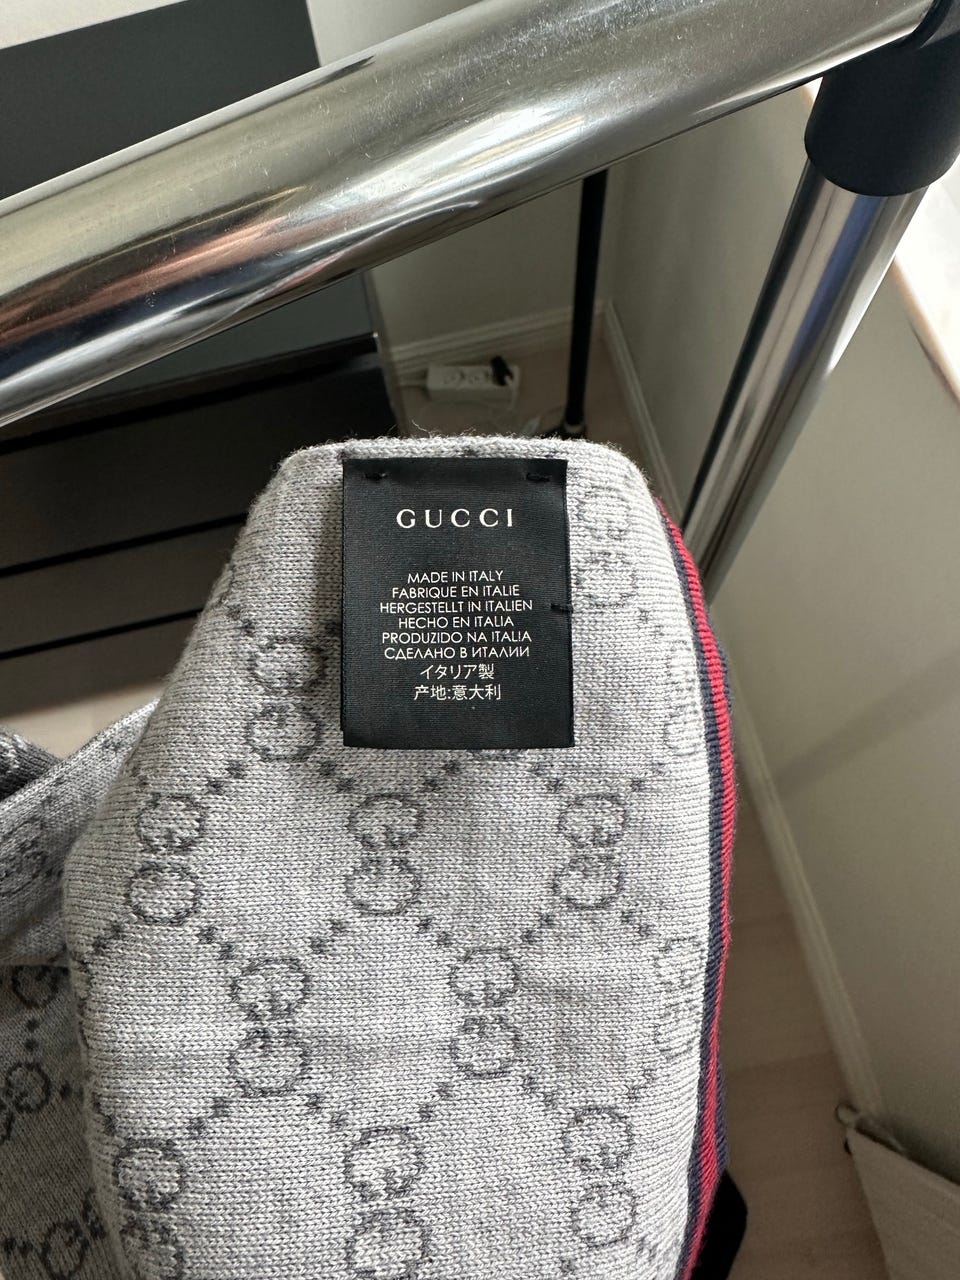 GUCCI
MADE IN ITALY
FABRIQUE EN ITALIE
HERGESTELLT IN ITALIEN
HECHO EN ITALIA
PRODUZIDO NA ITALIA
СДЕЛАНО В ИТАЛИИ
イタリア製
产地:意大利